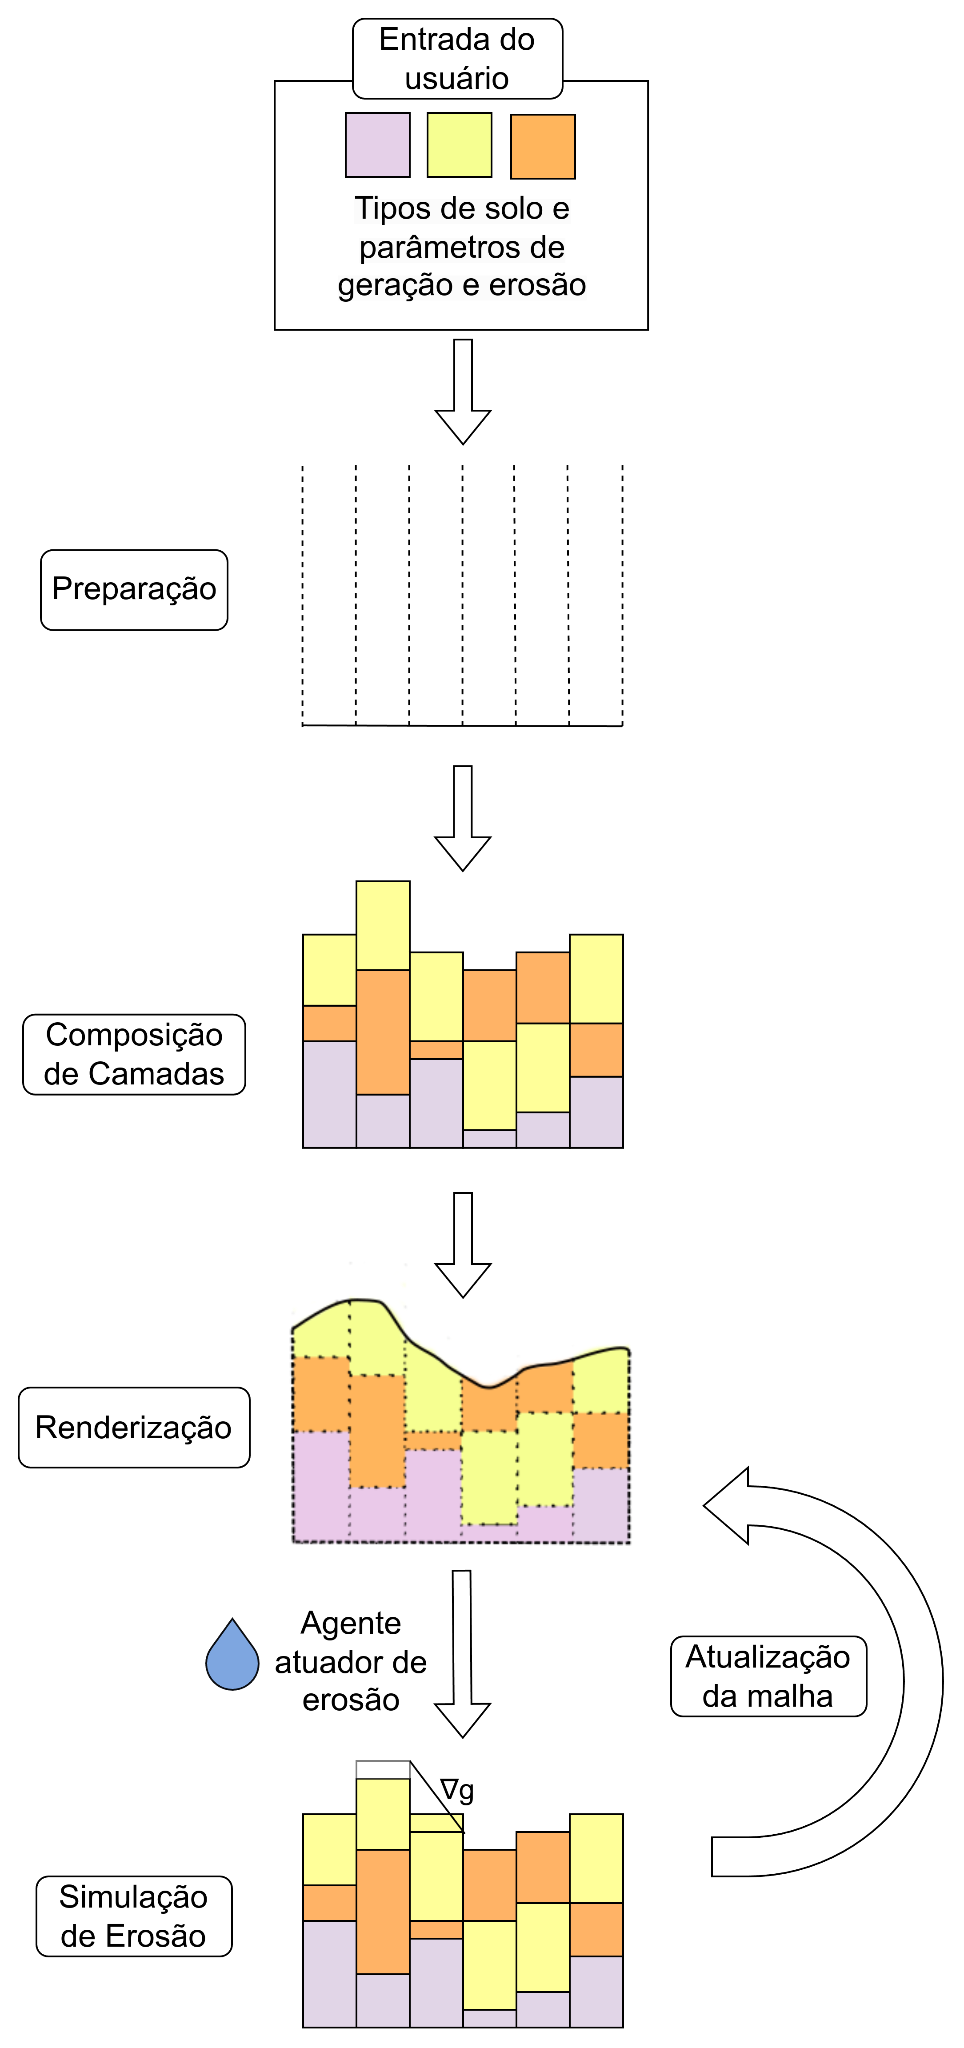 Entrada do
usuário
Tipos de solo e
parâmetros de
geração e erosão
Preparação
Composição
de Camadas
Renderização
Agente
atuador de
erosão
Atualização
da malha
∇g
Simulação
de Erosão